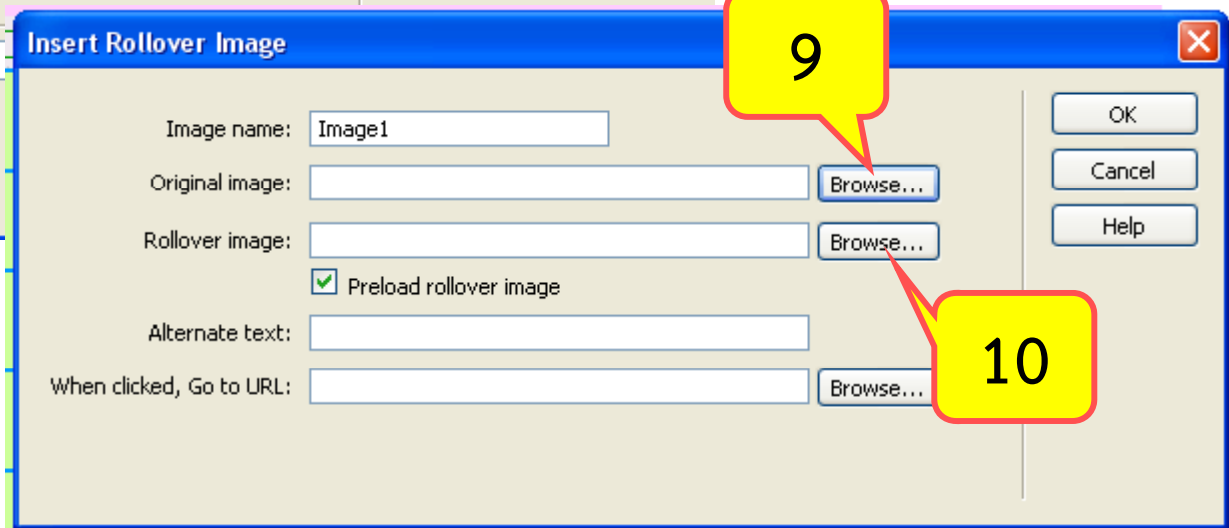 Insert Rollover Image
9
Image name: Image1
OK
Original image: Browse...
Cancel
Rollover image: Browse...
Help
Preload rollover image
10
Alternate text:
When clicked, Go to URL: Browse...